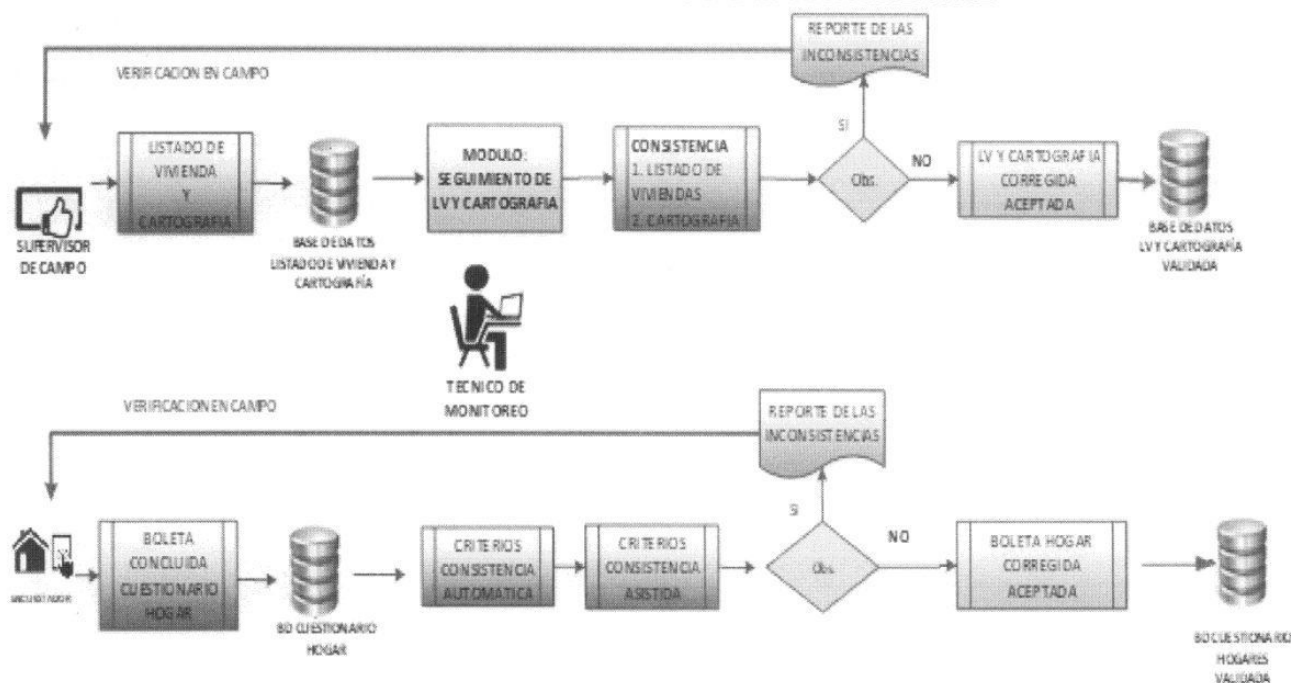 REPORTE DE LAS
INCONSISTENCIAS
VERIFICACION EN CAMPO
SI
LISTADO DE
VIVIENDA
Y
CARTOGRAFIA
MODULO:
SEGUIMIENTO DE
LV Y CARTOGRAFIA
CONSISTENCIA
1. LISTADO DE
VIVIENDAS
2. CARTOGRAFIA
Obs.
NO
LV Y CARTOGRAFIA
CORREGIDA
ACEPTADA
SUPERVISOR
DE CAMPO
BASE DE DATOS
LISTADO DE VIVIENDA Y
CARTOGRAFÍA
BASE DE DATOS
LV Y CARTOGRAFÍA
VALIDADA
TECNICO DE
MONITOREO
VERIFICACION EN CAMPO
REPORTE DE LAS
INCONSISTENCIAS
SI
BOLETA
CONCLUIDA
CUESTIONARIO
HOGAR
CRITERIOS
CONSISTENCIA
AUTOMATICA
CRITERIOS
CONSISTENCIA
ASISTIDA
Obs.
NO
BOLETA HOGAR
CORREGIDA
ACEPTADA
ENCUESTADOR
BD CUESTIONARIO
HOGAR
BD CUESTIONARIO
HOGARES
VALIDADA